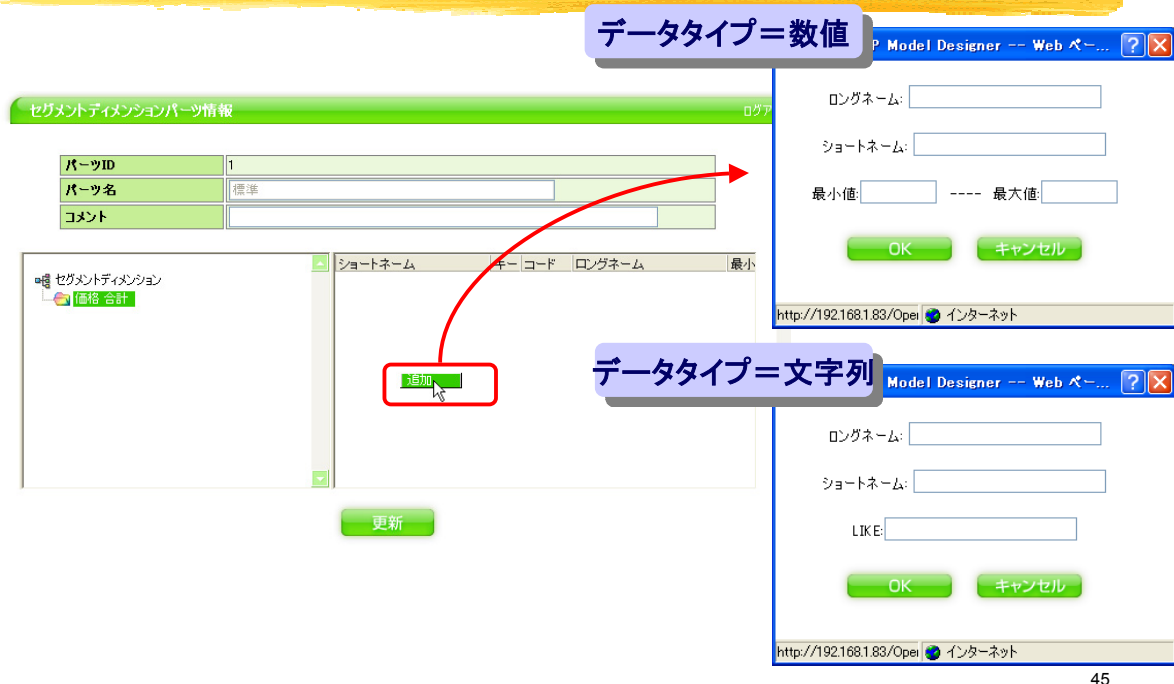 データタイプ＝数値
P Model Designer -- Web ペー...
ロングネーム:
ショートネーム:
最小値: ---- 最大値:
OK キャンセル
http://192.168.1.83/Opei インターネット
セグメントディメンションパーツ情報 ログア
パーツID 1
パーツ名 標準
コメント
セグメントディメンション
価格 合計
ショートネーム キー コード ロングネーム 最小
追加
更新
データタイプ＝文字列
Model Designer -- Web ペー...
ロングネーム:
ショートネーム:
LIKE:
OK キャンセル
http://192.168.1.83/Opei インターネット
45